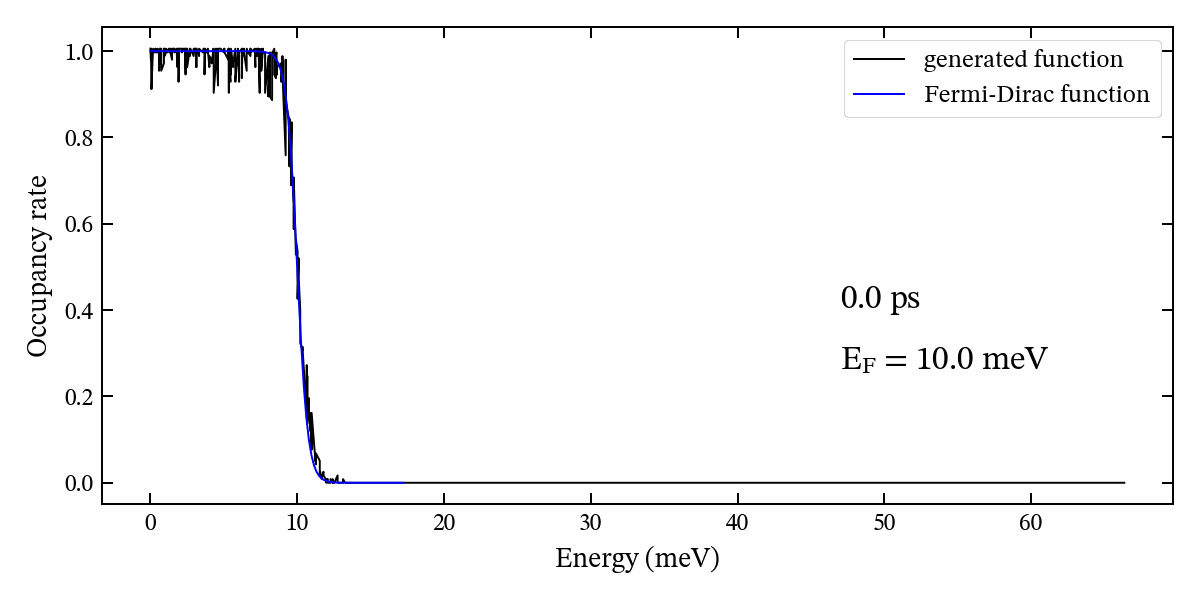 generated function
Fermi-Dirac function
1.0
0.8
0.6
0.4
0.2
0.0
Occupancy rate
0.0 ps
E_F = 10.0 meV
0 10 20 30 40 50 60
Energy (meV)